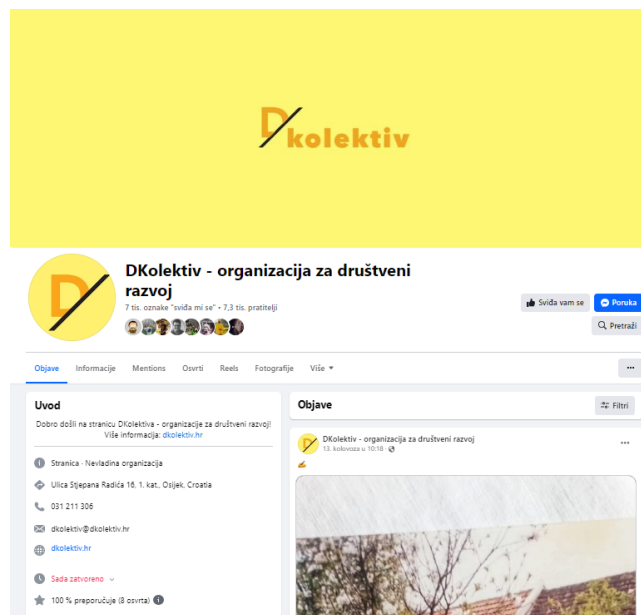 Dkolektiv
D
DKolektiv - organizacija za društveni
razvoj
7 tis. oznake "sviđa mi se" • 7,3 tis. pratitelji
Sviđa vam se
Poruka
Pretraži
Objave
Informacije
Mentions
Osvrti
Reels
Fotografije
Više
Uvod
Dobro došli na stranicu DKolektiva - organizacije za društveni razvoj!
Više informacija: dkolektiv.hr
Stranica · Nevladina organizacija
Ulica Stjepana Radića 16, 1. kat., Osijek, Croatia
031 211 306
dkolektiv@dkolektiv.hr
dkolektiv.hr
Sada zatvoreno
100 % preporučuje (8 osvrta)
Objave
Filtri
DKolektiv - organizacija za društveni razvoj
13. kolovoza u 10:18 ·